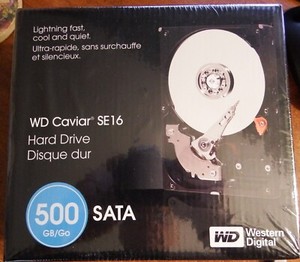 Lightning fast,
cool and quiet.
Ultra-rapide, sans surchauffe
et silencieux.
WD Caviar® SE16
Hard Drive
Disque dur
500
GB/Go
SATA
WD
Western
Digital®